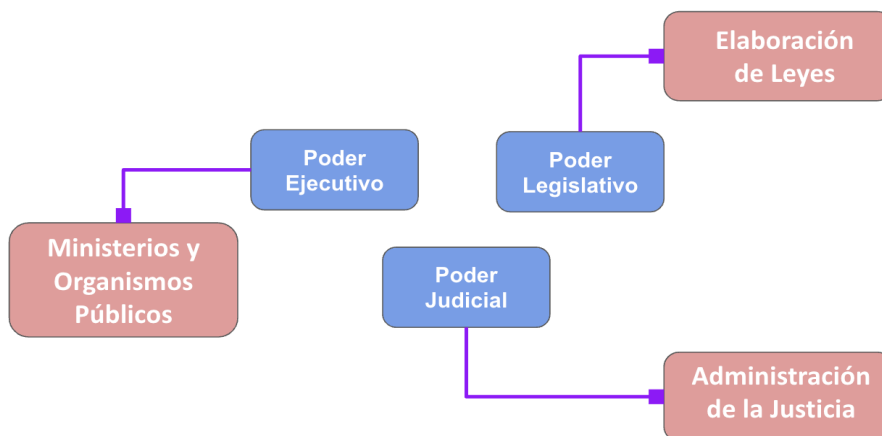 Elaboración
de Leyes
Poder
Ejecutivo
Poder
Legislativo
Ministerios y
Organismos
Públicos
Poder
Judicial
Administración
de la Justicia